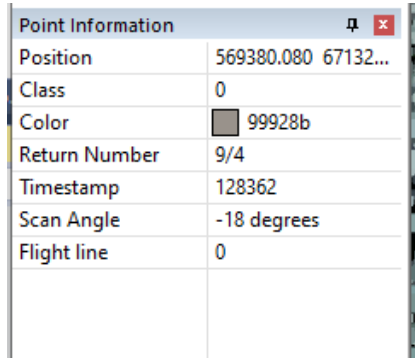 Point Information
Position 569380.080 67132...
Class 0
Color 99928b
Return Number 9/4
Timestamp 128362
Scan Angle -18 degrees
Flight line 0